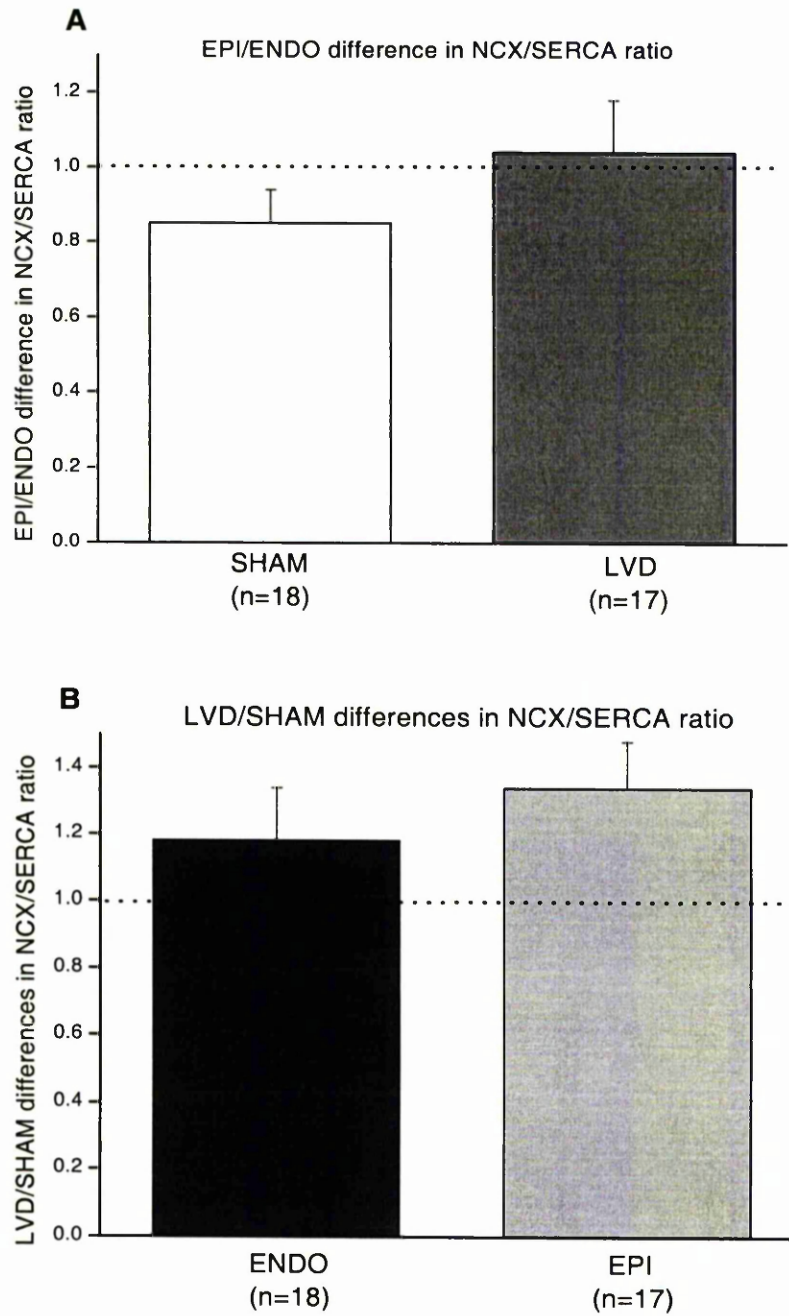 A
EPI/ENDO difference in NCX/SERCA ratio
EPI/ENDO difference in NCX/SERCA ratio
1.2
1.0
0.8
0.6
0.4
0.2
0.0
SHAM
LVD
(n=18)
(n=17)
B
LVD/SHAM differences in NCX/SERCA ratio
LVD/SHAM differences in NCX/SERCA ratio
1.4
1.2
1.0
0.8
0.6
0.4
0.2
0.0
ENDO
EPI
(n=18)
(n=17)